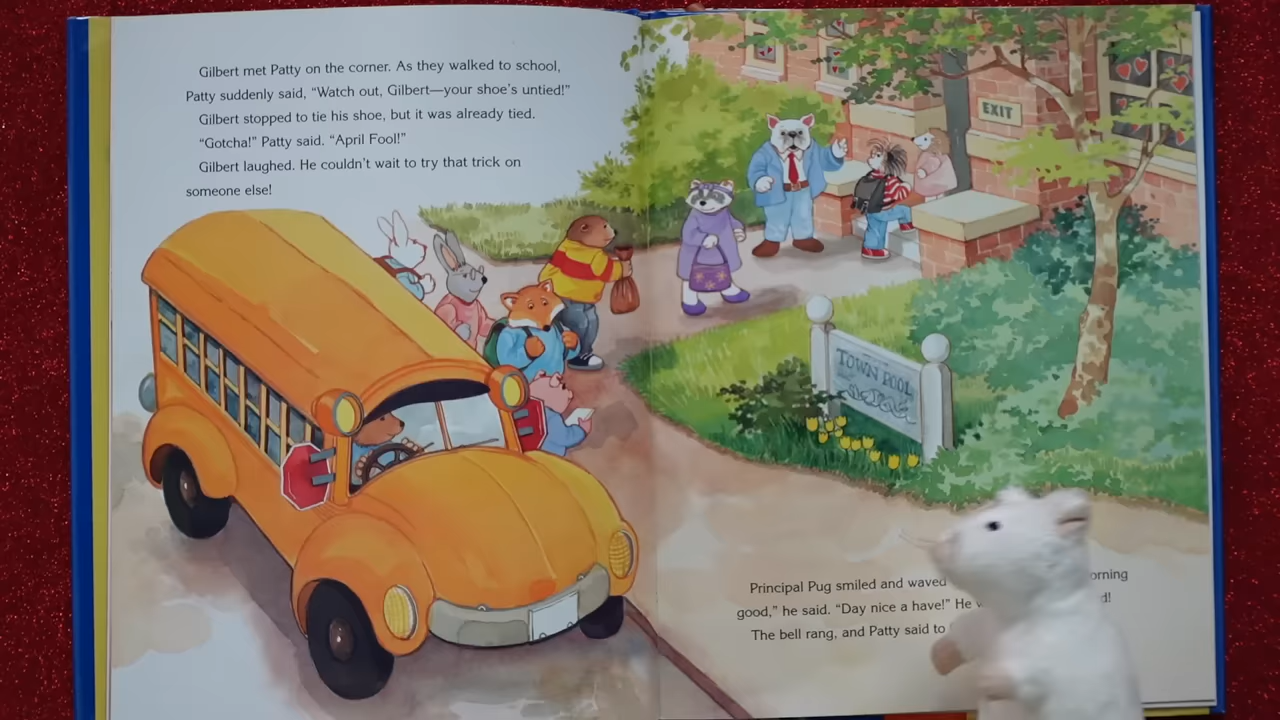 Gilbert met Patty on the corner. As they walked to school,
Patty suddenly said, “Watch out, Gilbert—your shoe’s untied!”
Gilbert stopped to tie his shoe, but it was already tied.
“Gotcha!” Patty said. “April Fool!”
Gilbert laughed. He couldn’t wait to try that trick on
someone else!
EXIT
TOWN POOL
Principal Pug smiled and waved
good,” he said. “Day nice a have!” He
The bell rang, and Patty said to